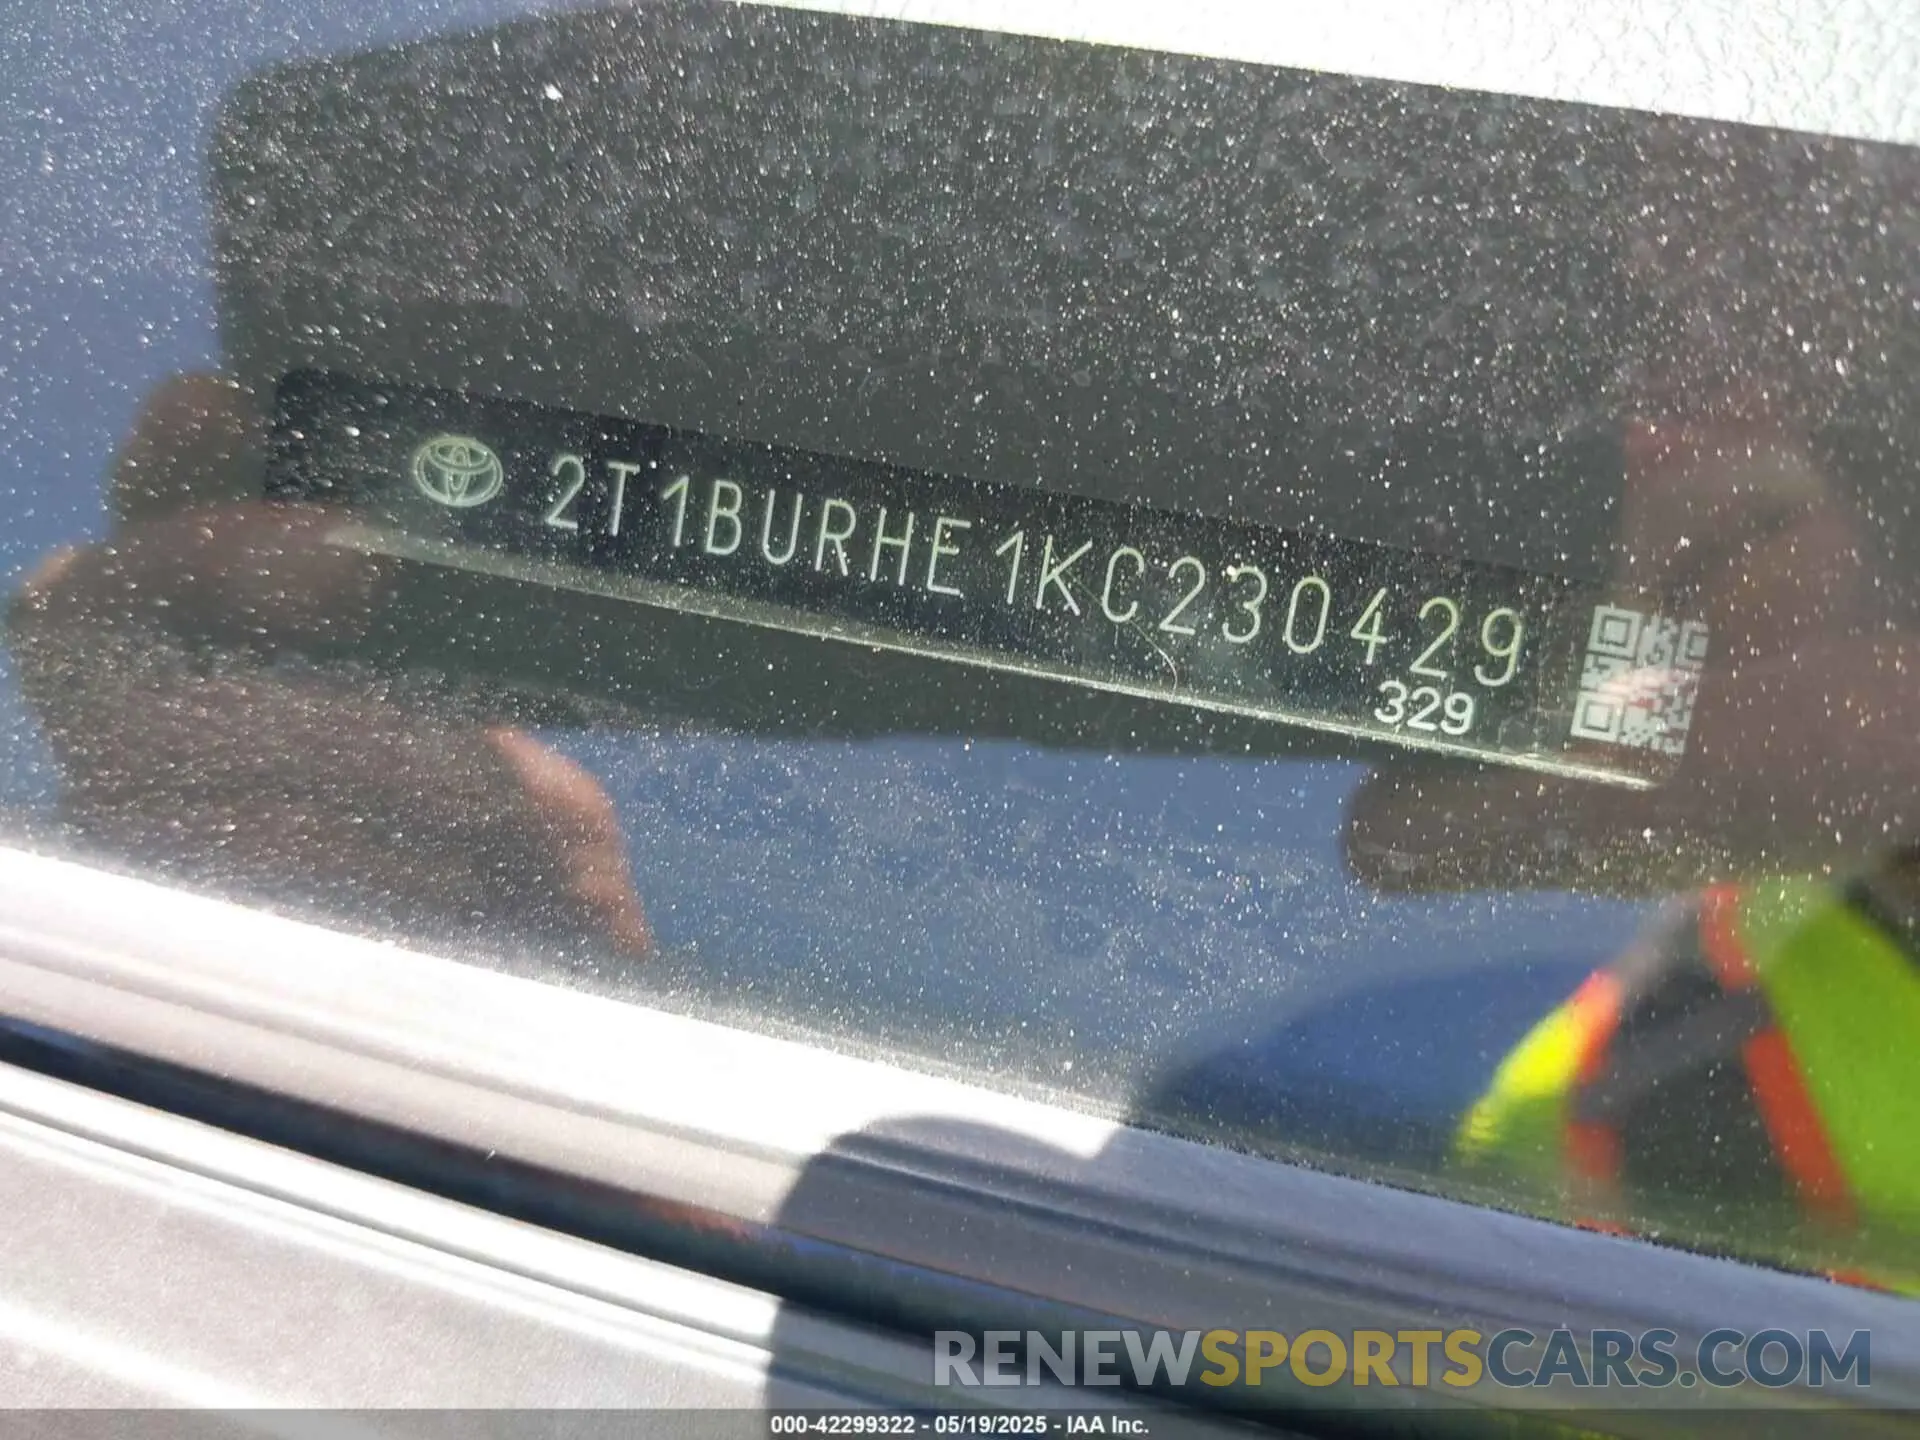 2T1BURHE1KC230429
329
RENEWSPORTSCARS.COM
000-42299322 - 05/19/2025 - IAA Inc.